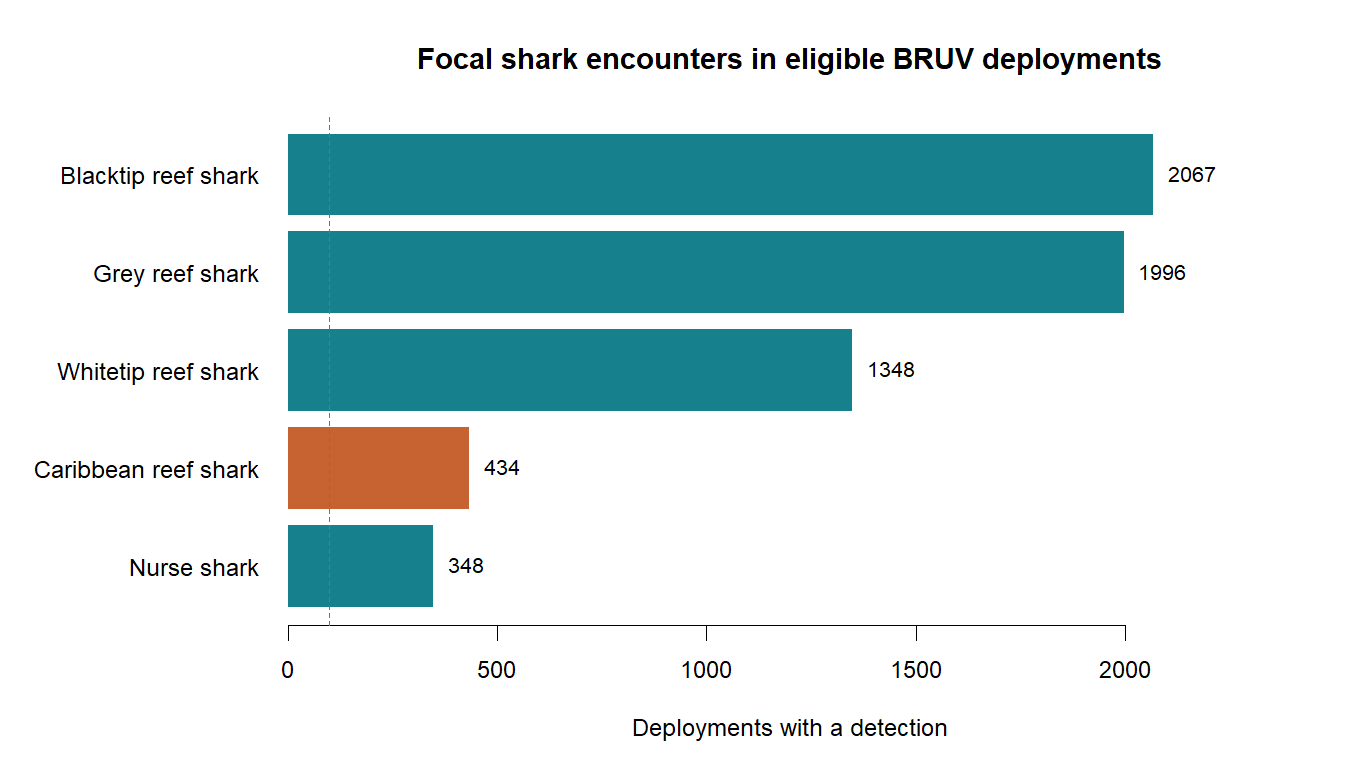 Focal shark encounters in eligible BRUV deployments
Blacktip reef shark 2067
Grey reef shark 1996
Whitetip reef shark 1348
Caribbean reef shark 434
Nurse shark 348
0 500 1000 1500 2000
Deployments with a detection